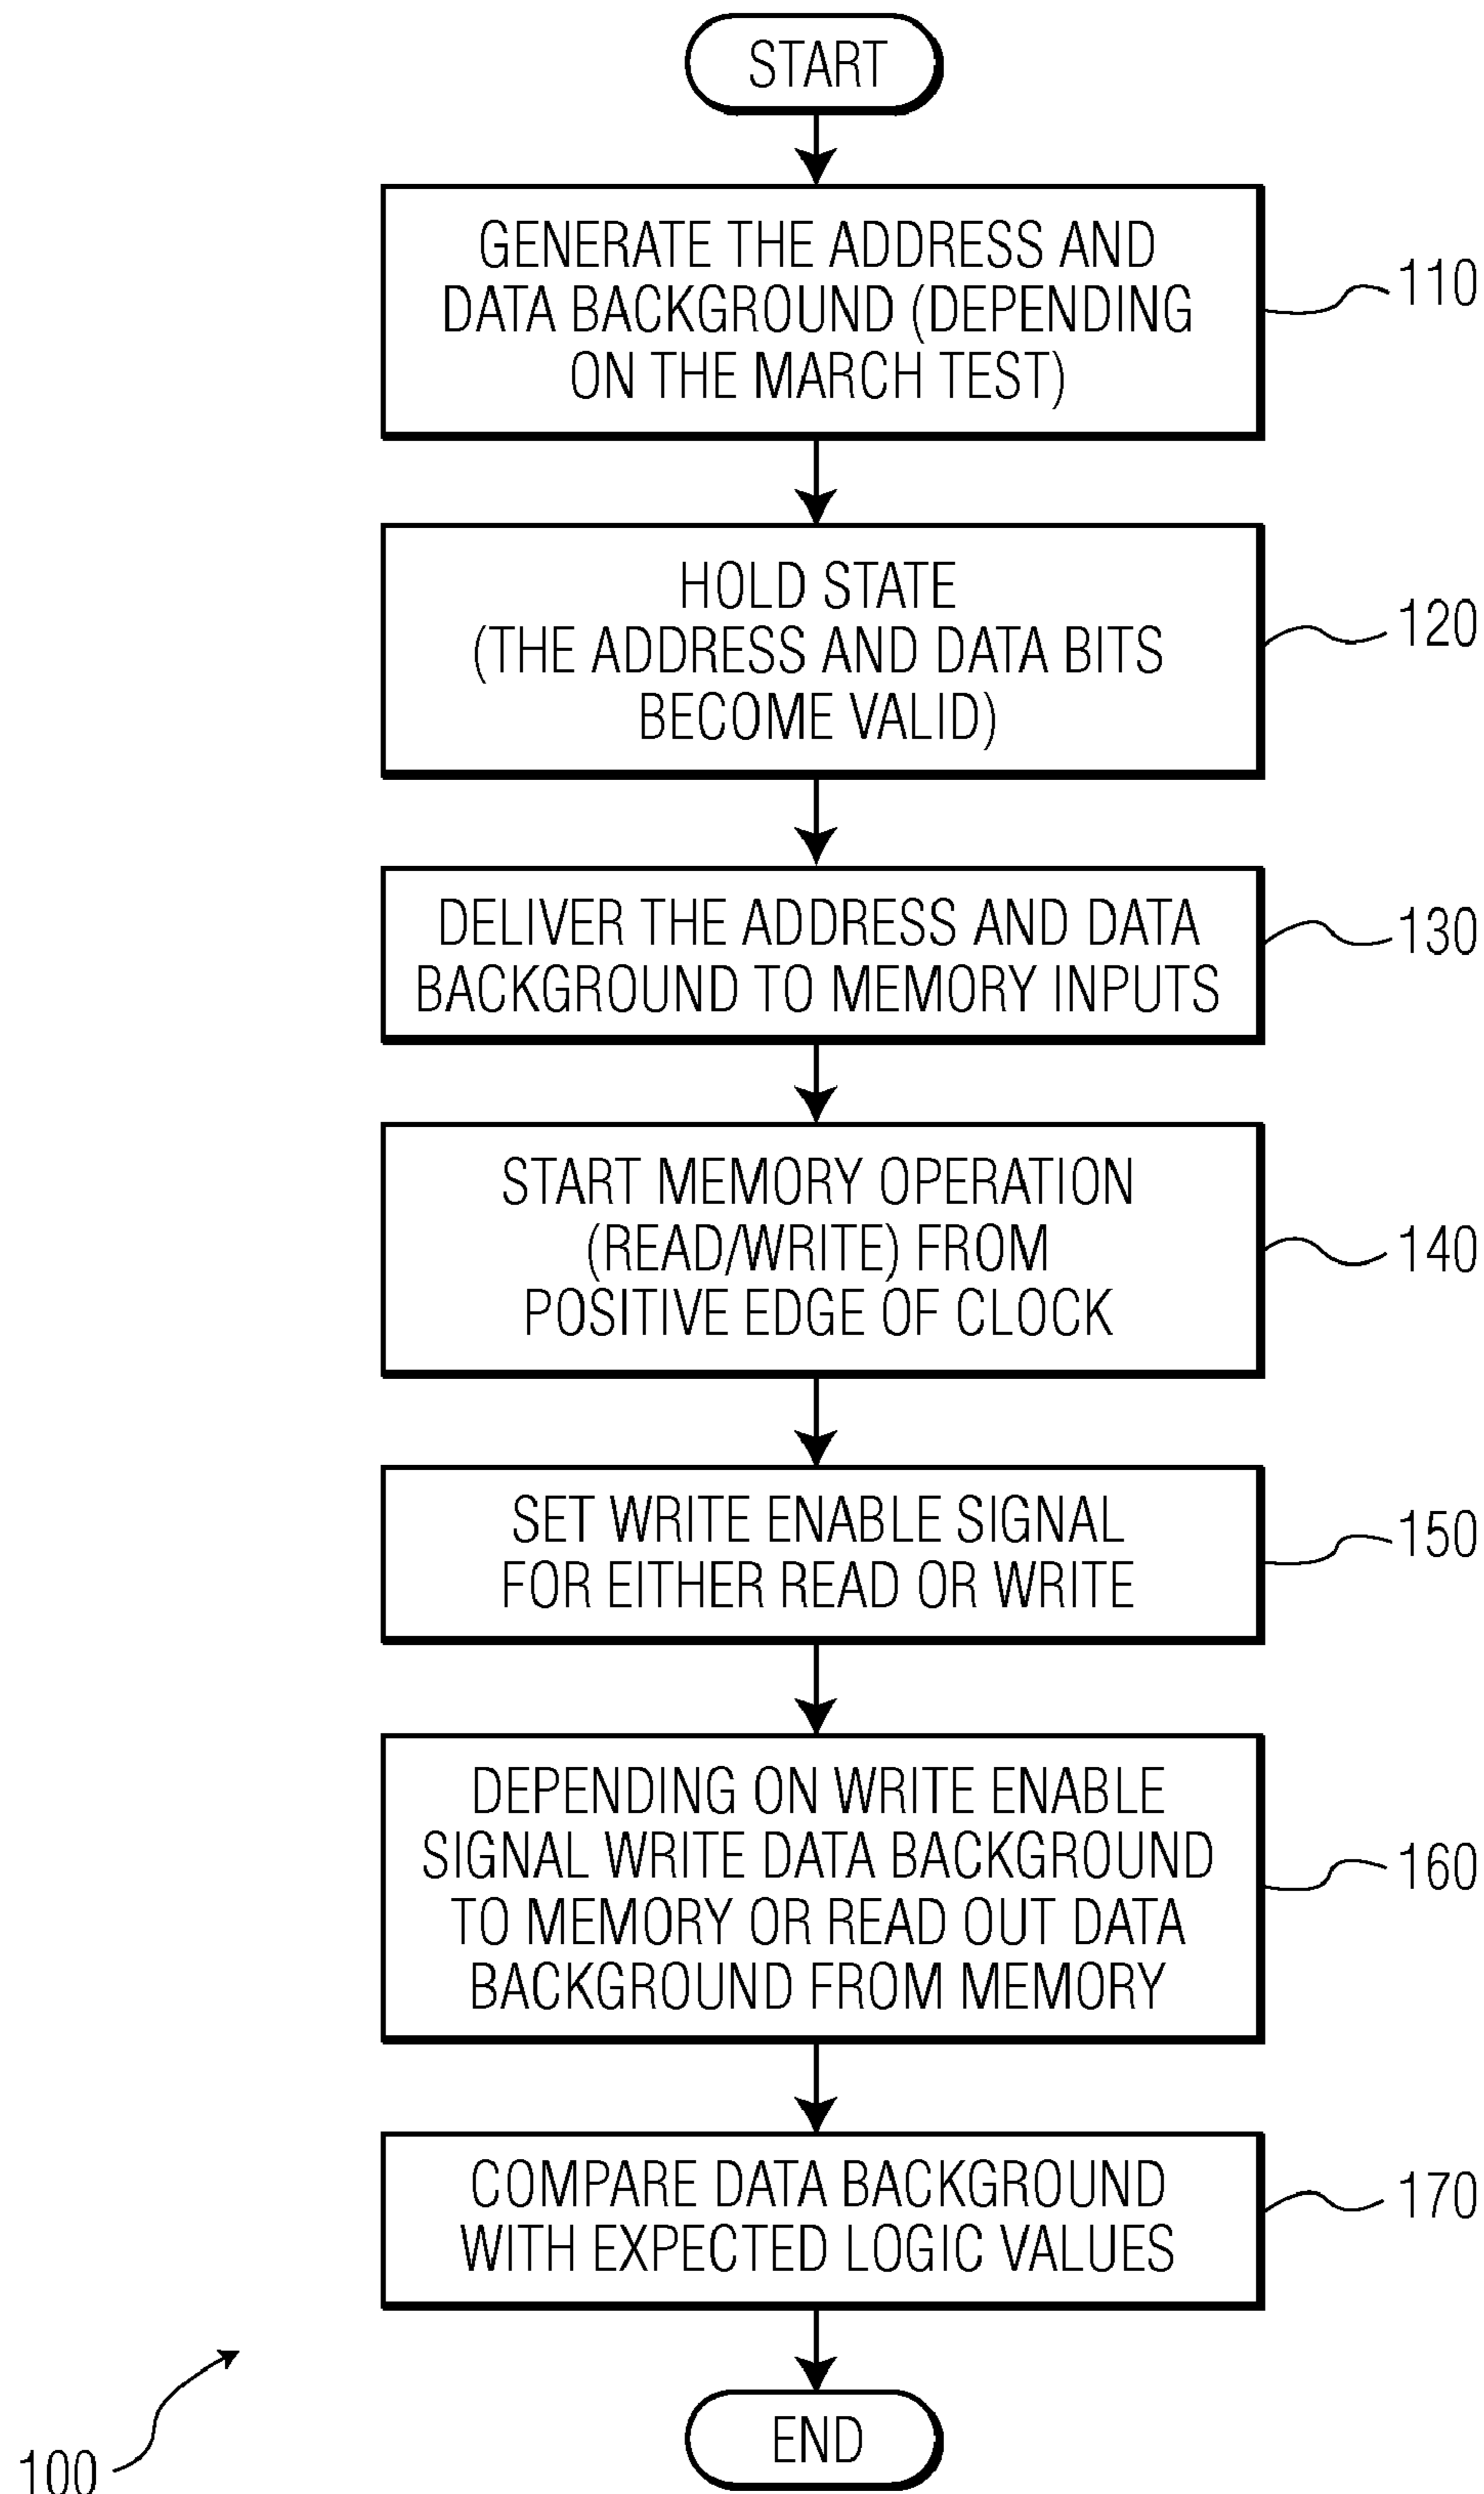 START
GENERATE THE ADDRESS AND
DATA BACKGROUND (DEPENDING
ON THE MARCH TEST)
110
HOLD STATE
(THE ADDRESS AND DATA BITS
BECOME VALID)
120
DELIVER THE ADDRESS AND DATA
BACKGROUND TO MEMORY INPUTS
130
START MEMORY OPERATION
(READ/WRITE) FROM
POSITIVE EDGE OF CLOCK
140
SET WRITE ENABLE SIGNAL
FOR EITHER READ OR WRITE
150
DEPENDING ON WRITE ENABLE
SIGNAL WRITE DATA BACKGROUND
TO MEMORY OR READ OUT DATA
BACKGROUND FROM MEMORY
160
COMPARE DATA BACKGROUND
WITH EXPECTED LOGIC VALUES
170
END
100